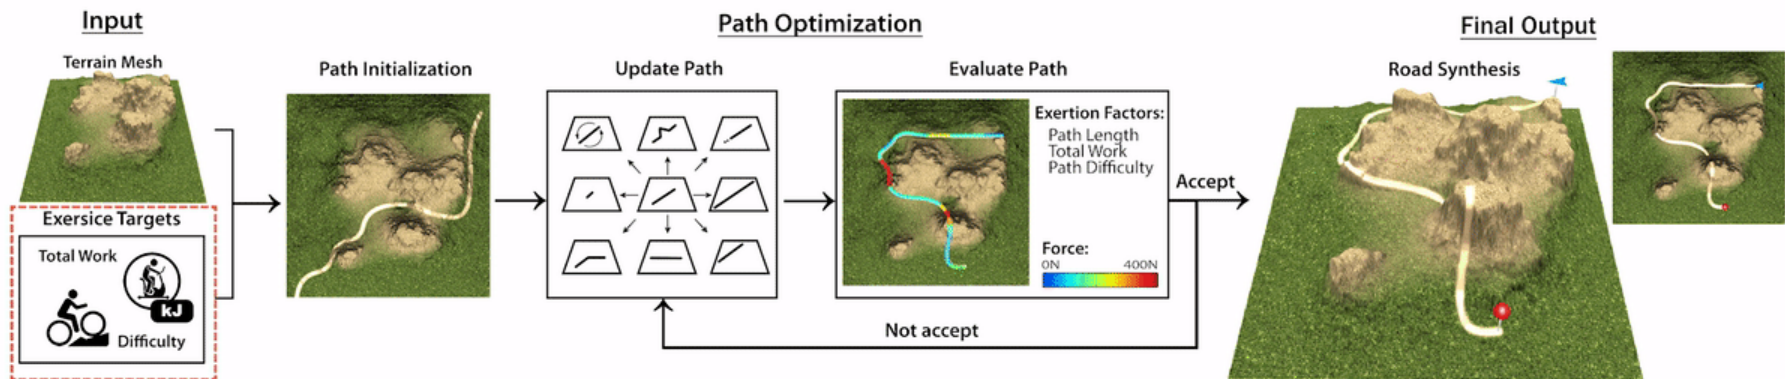 Input
Path Optimization
Final Output
Terrain Mesh
Path Initialization
Update Path
Evaluate Path
Road Synthesis
Exertion Factors:
Path Length
Total Work
Path Difficulty
Accept
Exersice Targets
Total Work
kJ
Difficulty
Force:
0N 400N
Not accept